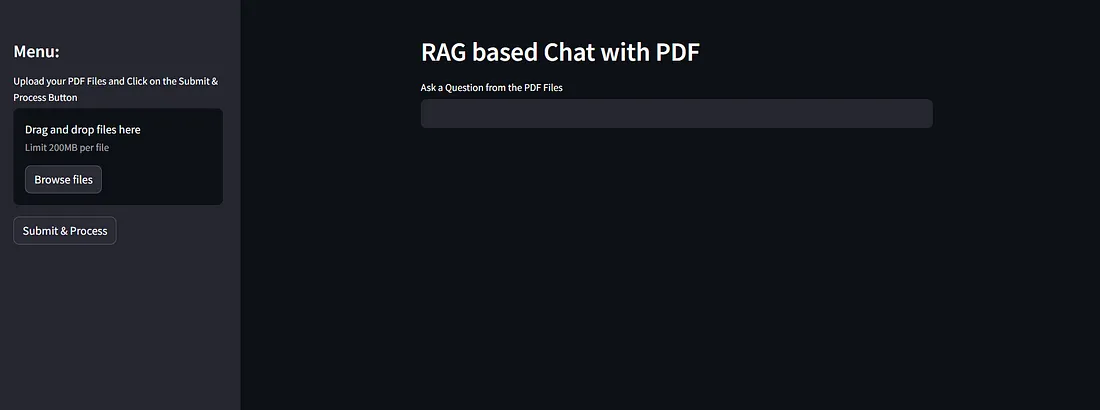 Menu:
Upload your PDF Files and Click on the Submit &
Process Button
Drag and drop files here
Limit 200MB per file
Browse files
Submit & Process
RAG based Chat with PDF
Ask a Question from the PDF Files